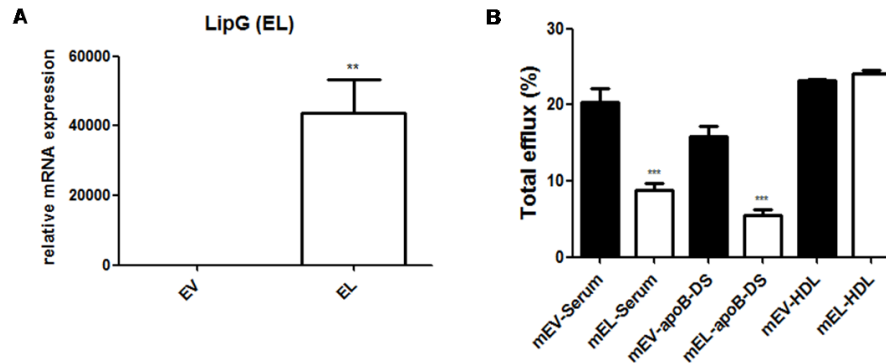 A
LipG (EL)
relative mRNA expression
60000
40000
20000
0
**
EV
EL
B
Total efflux (%)
30
20
10
0
***
***
mEV-Serum
mEL-Serum
mEV-apoB-DS
mEL-apoB-DS
mEV-HDL
mEL-HDL